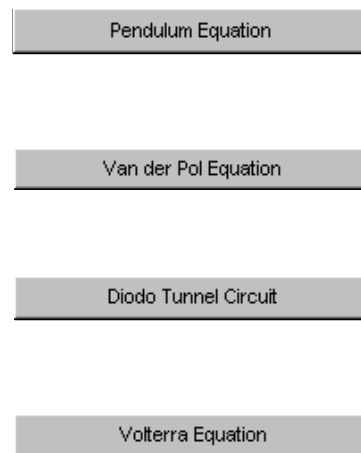 Pendulum Equation
Van der Pol Equation
Diodo Tunnel Circuit
Volterra Equation